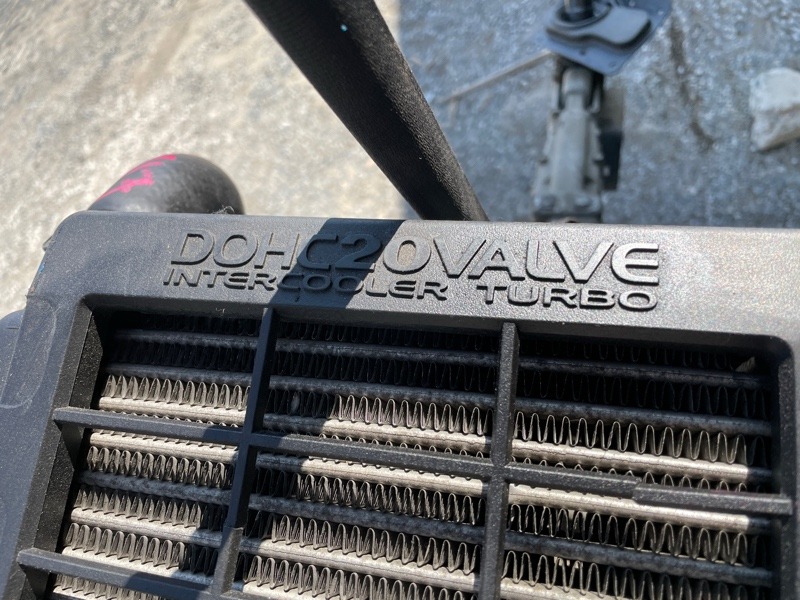 DOHC20VALVE
INTERCOOLER TURBO